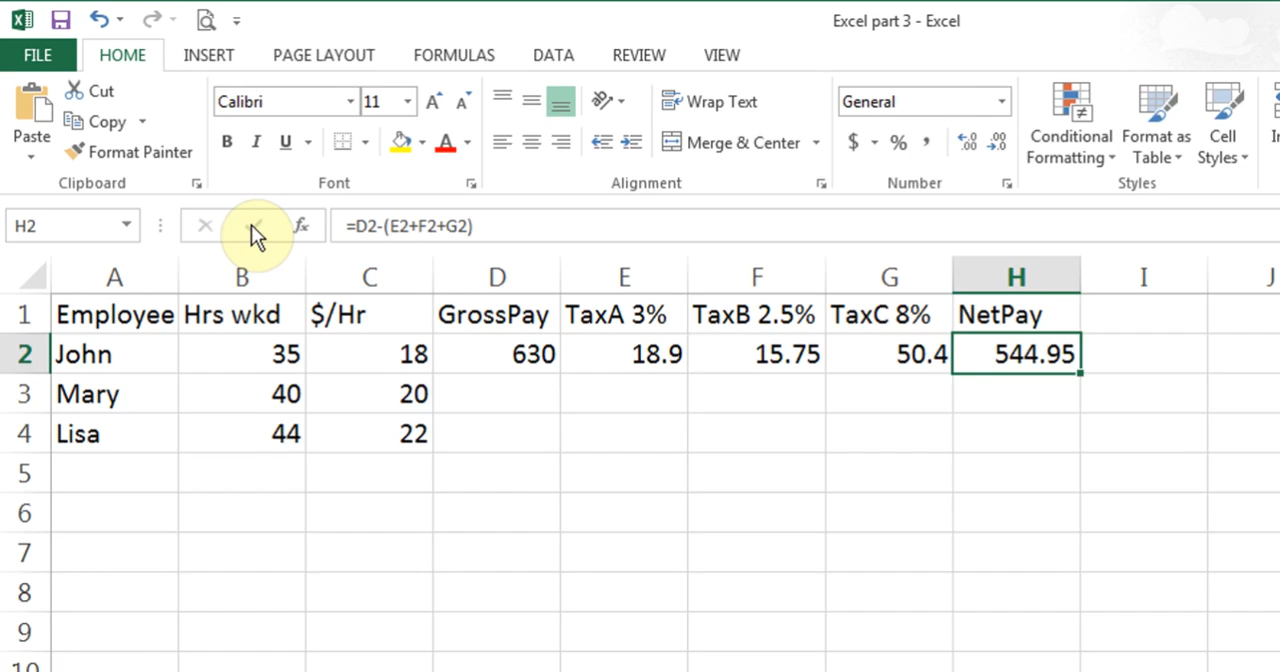 Excel part 3 - Excel
FILE HOME INSERT PAGE LAYOUT FORMULAS DATA REVIEW VIEW
Paste
Cut
Copy
Format Painter
Clipboard
Calibri 11 A A
B I U A
Font
Wrap Text
Merge & Center
Alignment
General
$ % , .0 .00 .00 .0
Number
Conditional Formatting
Format as Table
Cell Styles
Styles
H2 fx =D2-(E2+F2+G2)
A B C D E F G H I J
1 Employee Hrs wkd $/Hr GrossPay TaxA 3% TaxB 2.5% TaxC 8% NetPay
2 John 35 18 630 18.9 15.75 50.4 544.95
3 Mary 40 20
4 Lisa 44 22
5
6
7
8
9
10